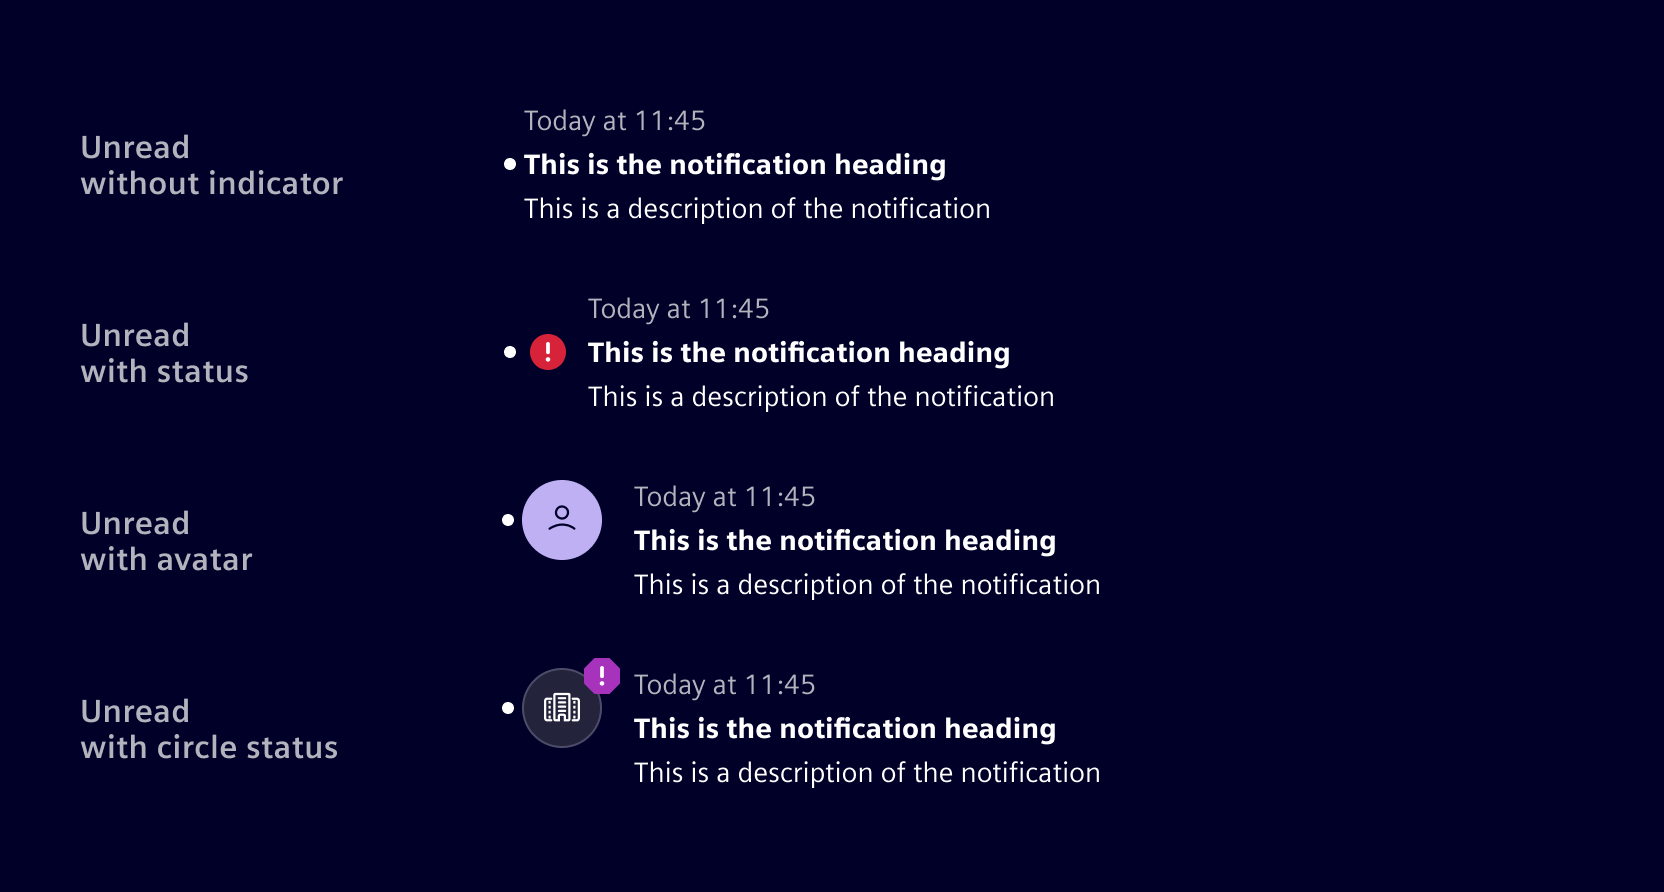 Unread
without indicator
Today at 11:45
This is the notification heading
This is a description of the notification
Unread
with status
Today at 11:45
This is the notification heading
This is a description of the notification
Unread
with avatar
Today at 11:45
This is the notification heading
This is a description of the notification
Unread
with circle status
Today at 11:45
This is the notification heading
This is a description of the notification